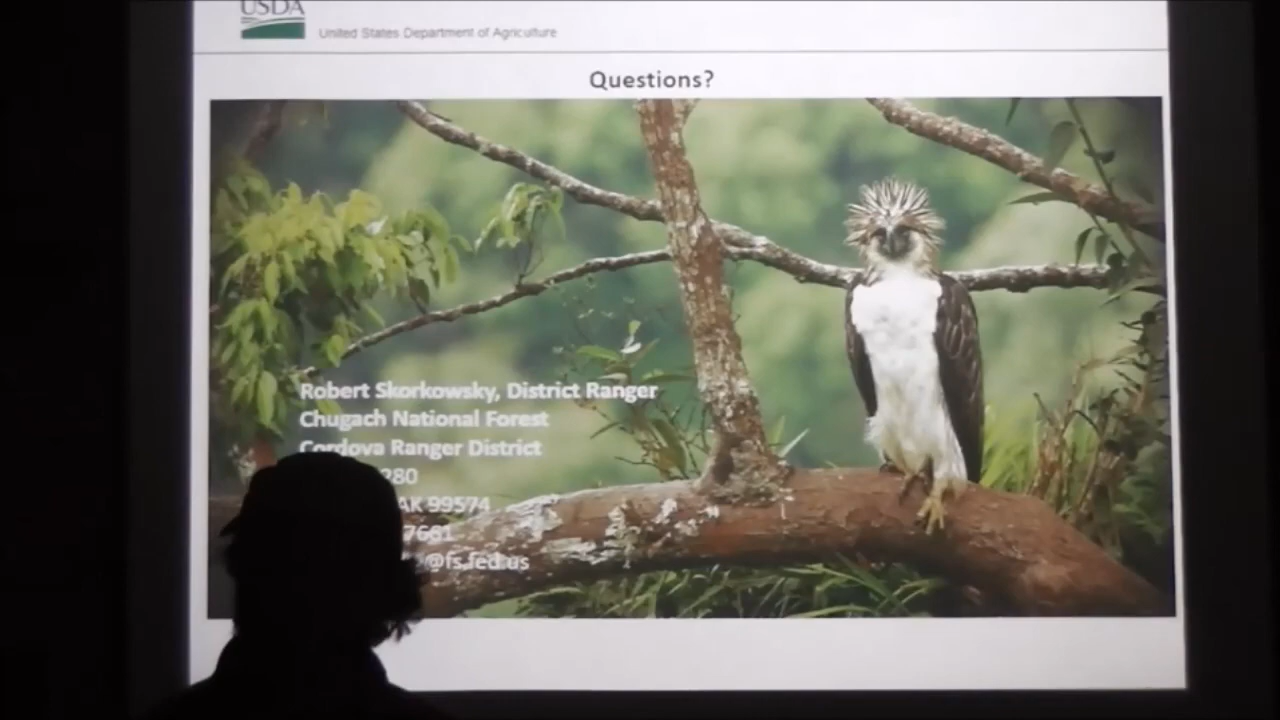 USDA
United States Department of Agriculture
Questions?
Robert Skorkowsky, District Ranger
Chugach National Forest
Cordova Ranger District
280
AK 99574
7661
@fs.fed.us